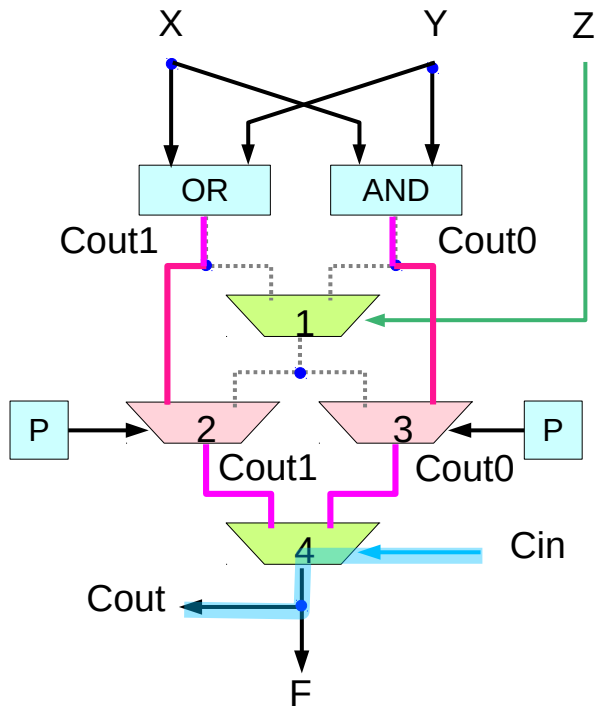 X Y Z
OR AND
Cout1 Cout0
1
P 2 3 P
Cout1 Cout0
4 Cin
Cout
F